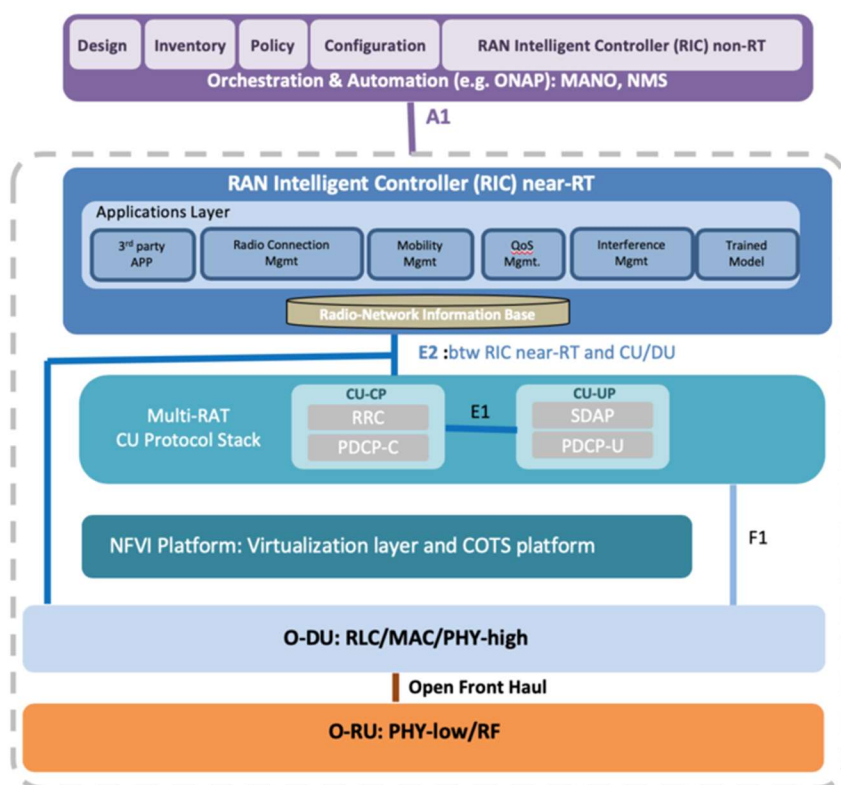 Design
Inventory
Policy
Configuration
RAN Intelligent Controller (RIC) non-RT
Orchestration & Automation (e.g. ONAP): MANO, NMS
A1
RAN Intelligent Controller (RIC) near-RT
Applications Layer
3rd party
APP
Radio Connection
Mgmt
Mobility
Mgmt
QoS
Mgmt.
Interference
Mgmt
Trained
Model
Radio-Network Information Base
E2 :btw RIC near-RT and CU/DU
Multi-RAT
CU Protocol Stack
CU-CP
RRC
PDCP-C
E1
CU-UP
SDAP
PDCP-U
NFVI Platform: Virtualization layer and COTS platform
F1
O-DU: RLC/MAC/PHY-high
Open Front Haul
O-RU: PHY-low/RF